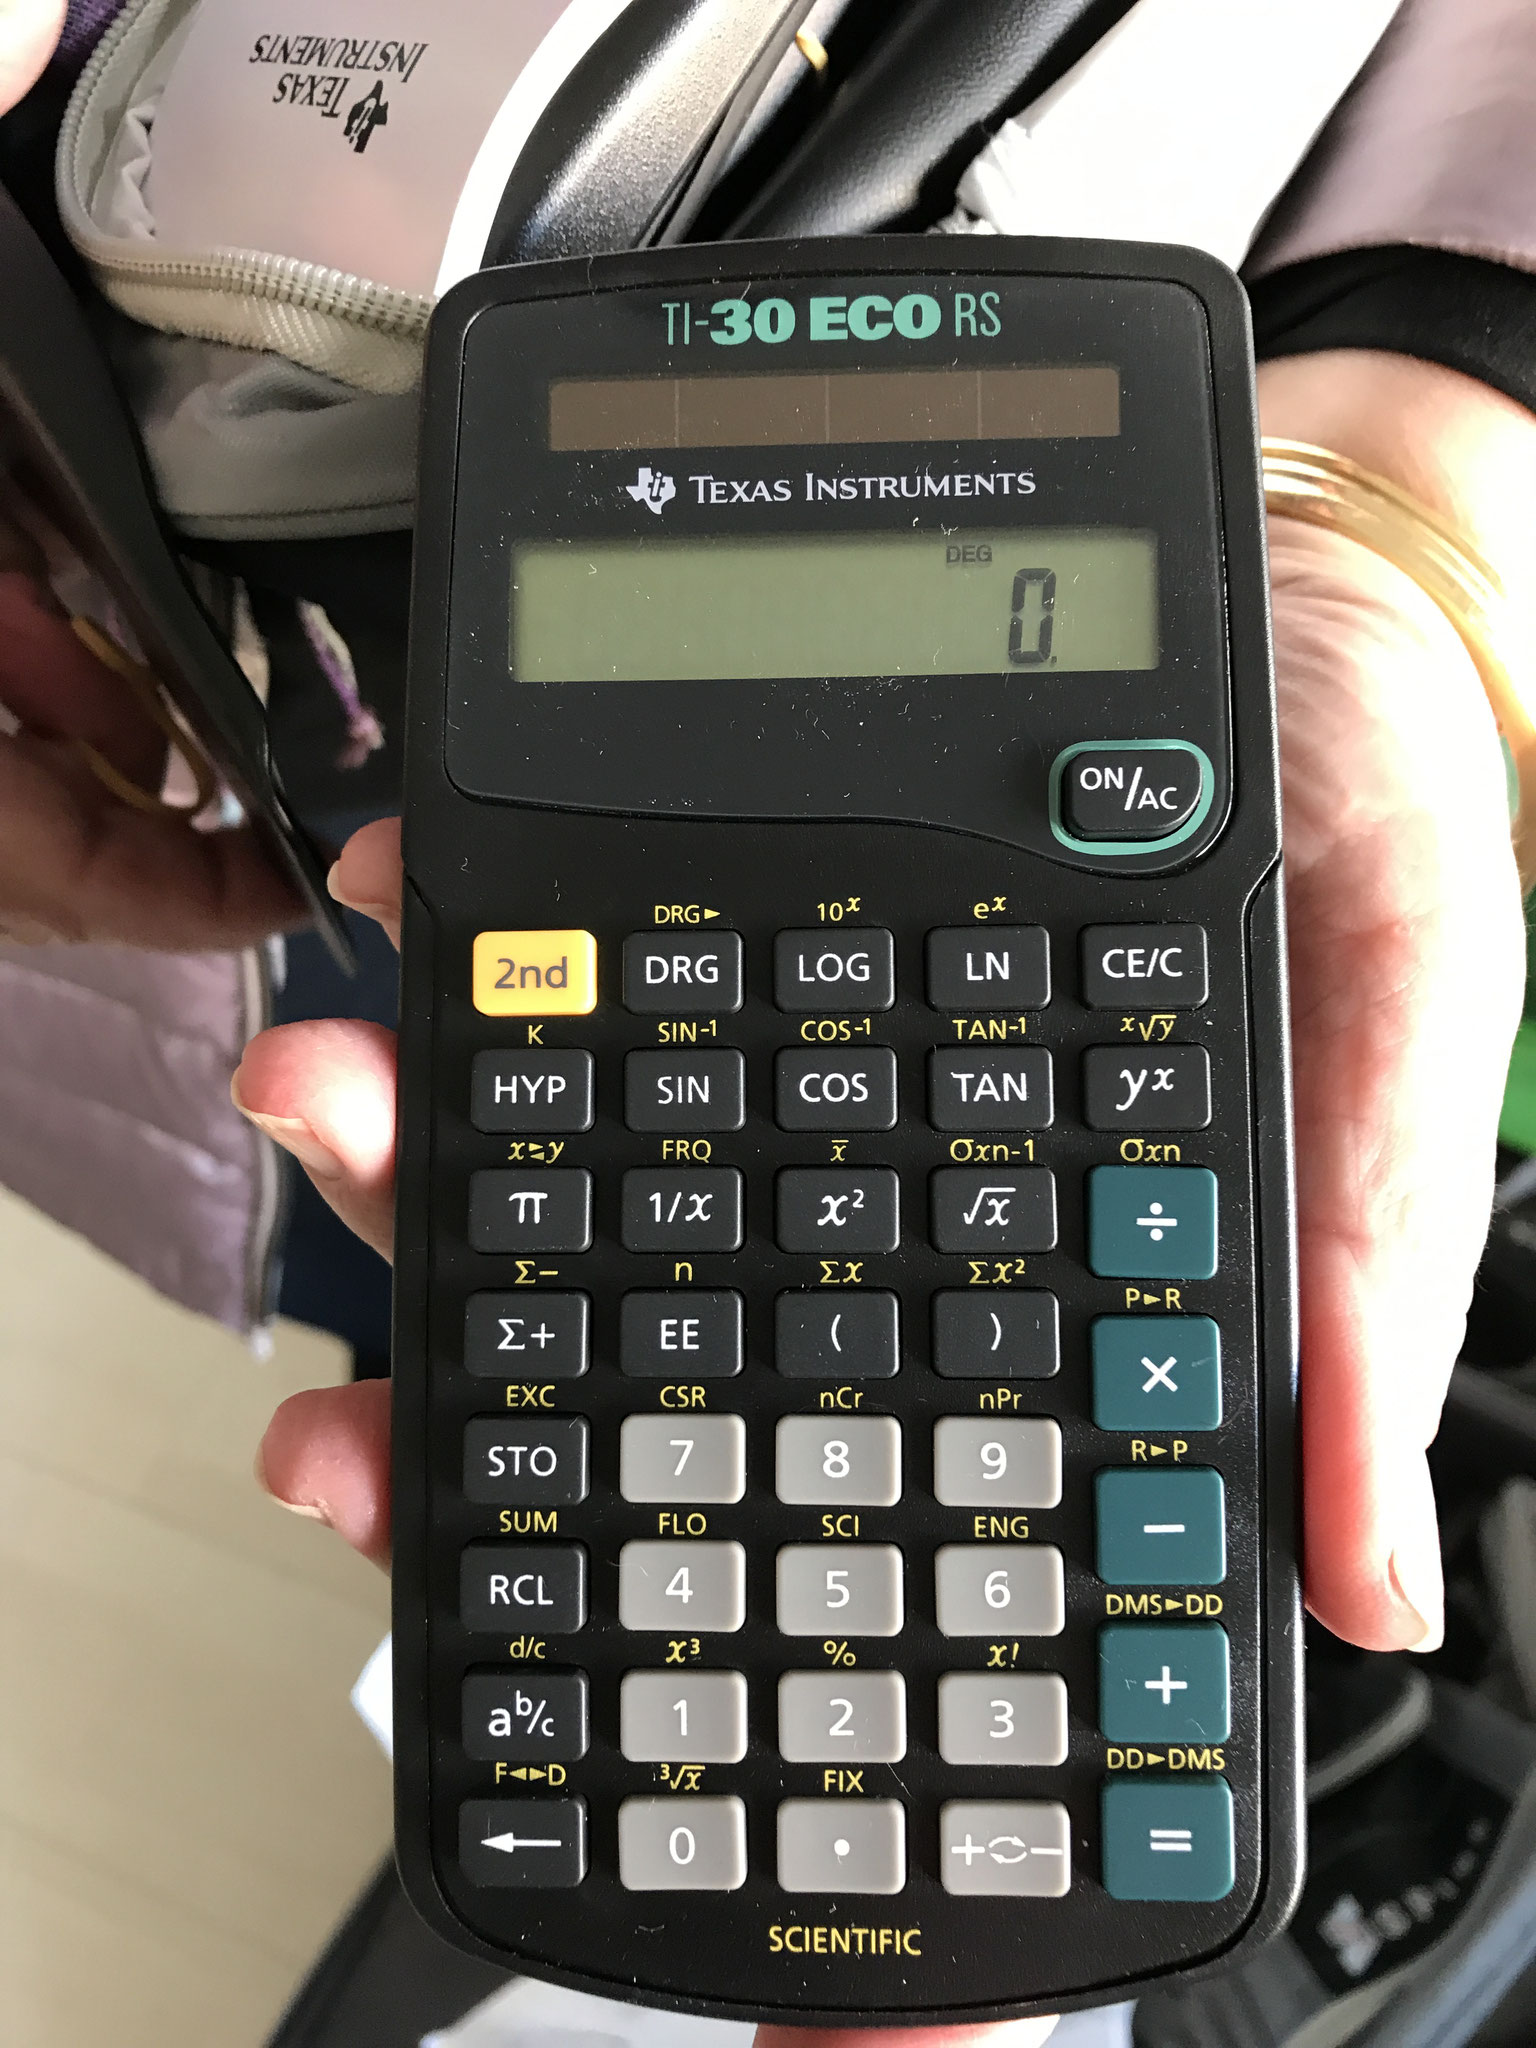 TEXAS
INSTRUMENTS
TI-30 ECO RS
TEXAS INSTRUMENTS
DEG
0.
ON/AC
DRG► 10ˣ eˣ
2nd DRG LOG LN CE/C
K SIN⁻¹ COS⁻¹ TAN⁻¹ ˣ√y
HYP SIN COS TAN yˣ
x⇄y FRQ x̅ σxn-1 σxn
π 1/x x² √x ÷
Σ− n Σx Σx² P►R
Σ+ EE ( ) ×
EXC CSR nCr nPr R►P
STO 7 8 9 −
SUM FLO SCI ENG DMS►DD
RCL 4 5 6 +
d/c x³ % x! DD►DMS
aᵇ/c 1 2 3 =
F◄►D ³√x FIX
← 0 . +⇄−
SCIENTIFIC